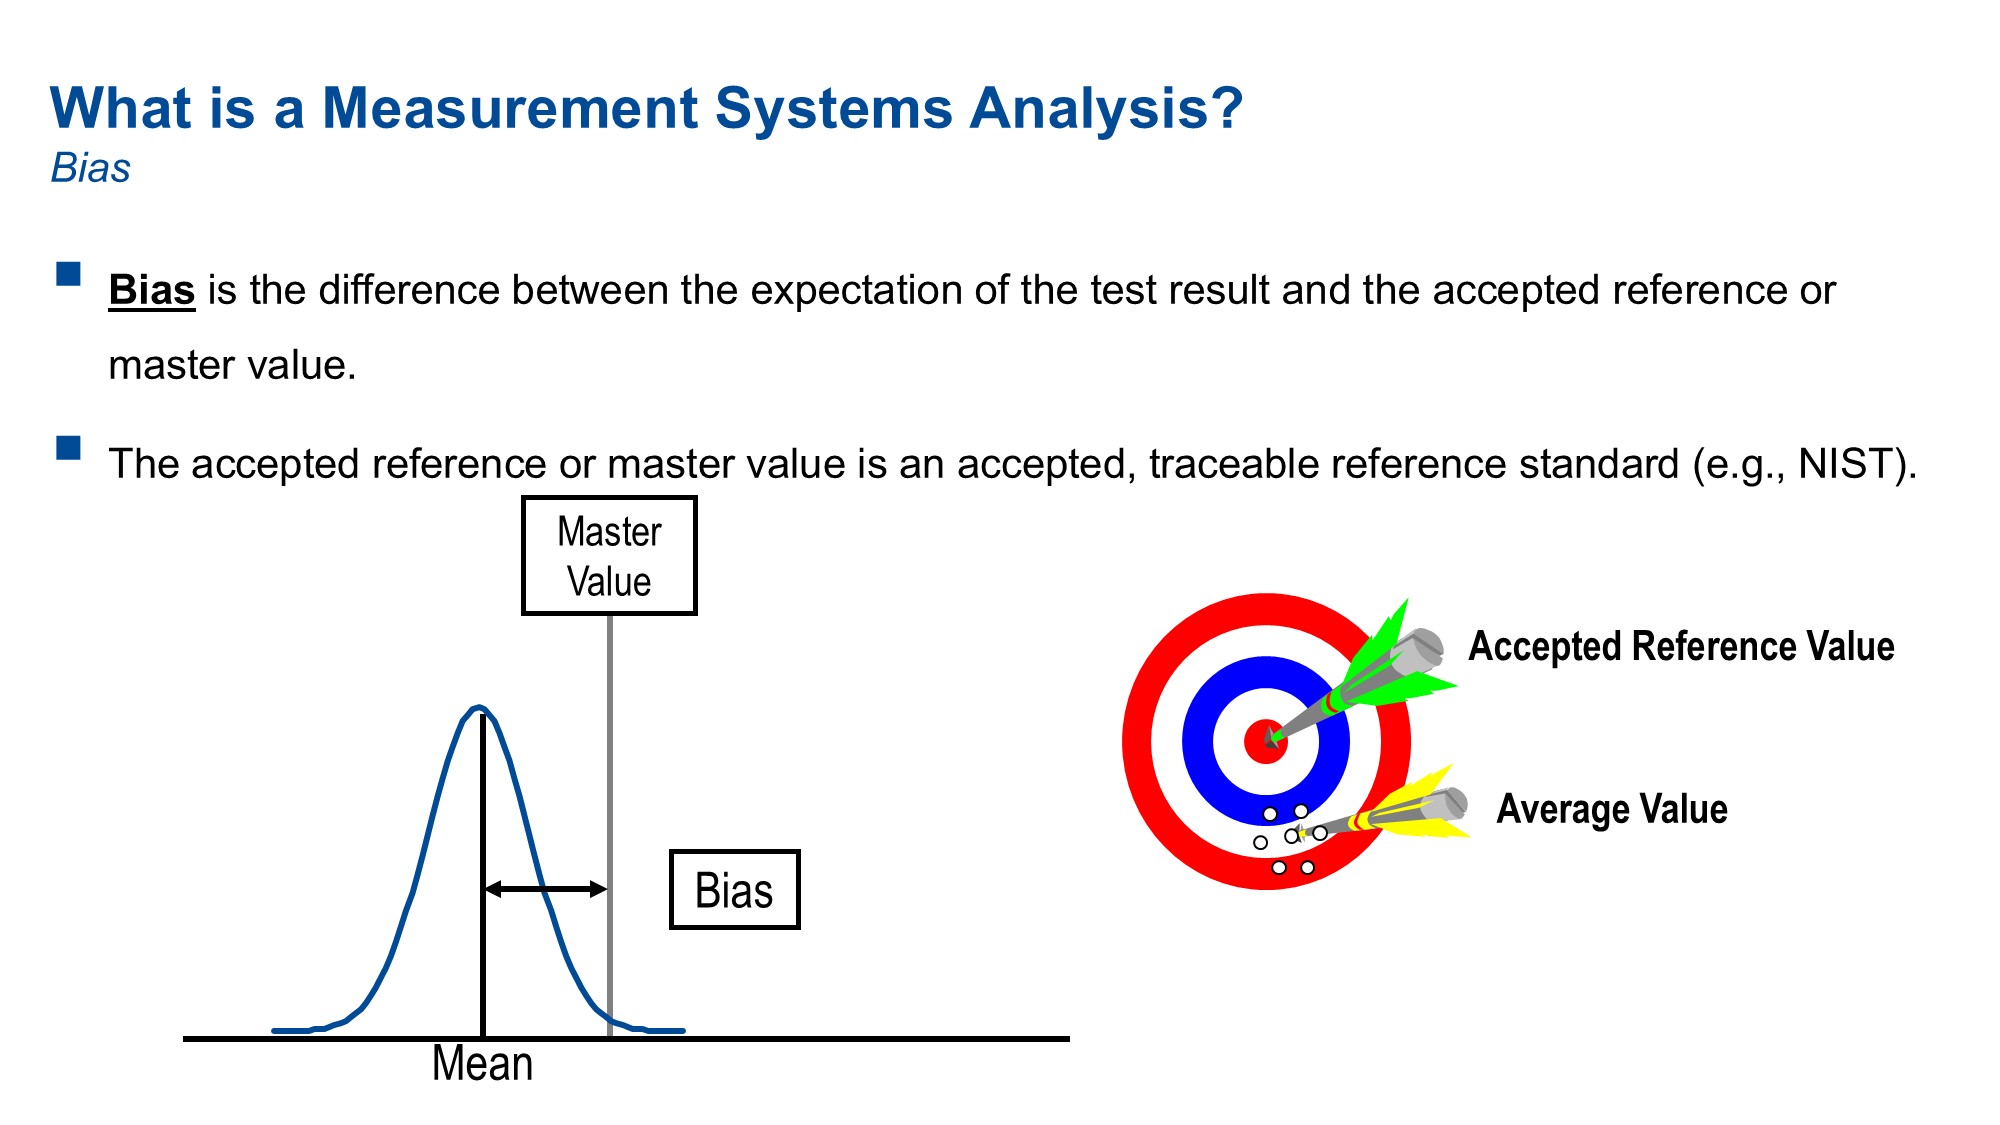 What is a Measurement Systems Analysis?
Bias
Bias is the difference between the expectation of the test result and the accepted reference or
master value.
The accepted reference or master value is an accepted, traceable reference standard (e.g., NIST).
Master
Value
Accepted Reference Value
Average Value
Bias
Mean